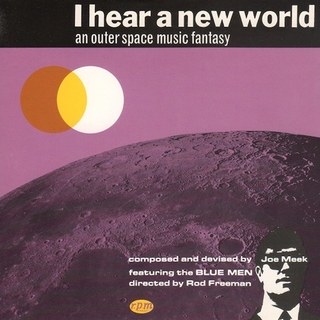 I hear a new world
an outer space music fantasy
composed and devised by Joe Meek
featuring the BLUE MEN
directed by Rod Freeman
rpm